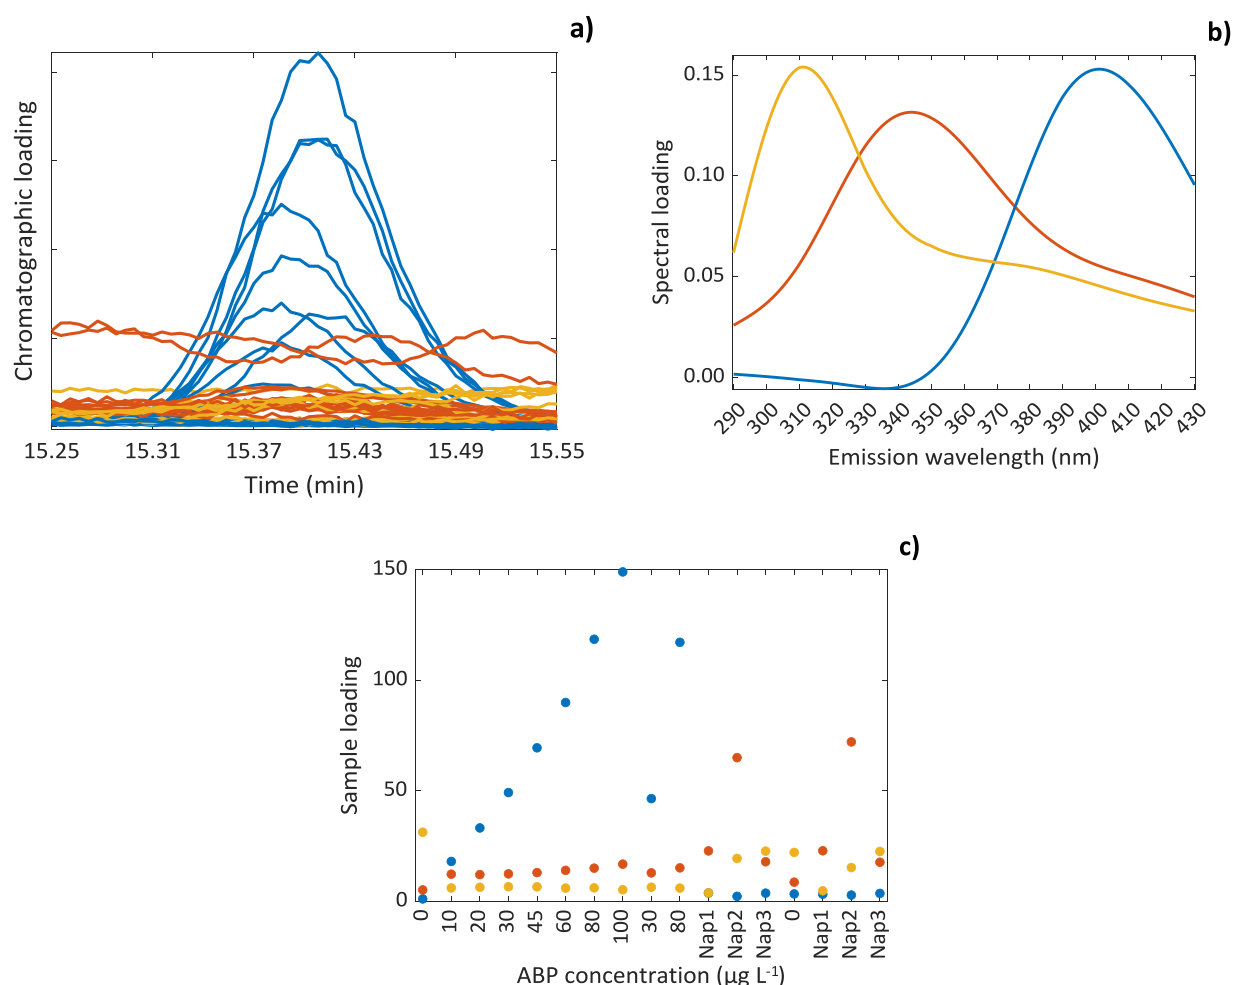 a)
Chromatographic loading
15.25 15.31 15.37 15.43 15.49 15.55
Time (min)
b)
Spectral loading
0.15
0.10
0.05
0.00
290 300 310 320 330 340 350 360 370 380 390 400 410 420 430
Emission wavelength (nm)
c)
Sample loading
150
100
50
0
0 10 20 30 45 60 80 100 30 80 Nap1 Nap2 Nap3 0 Nap1 Nap2 Nap3
ABP concentration (µg L⁻¹)